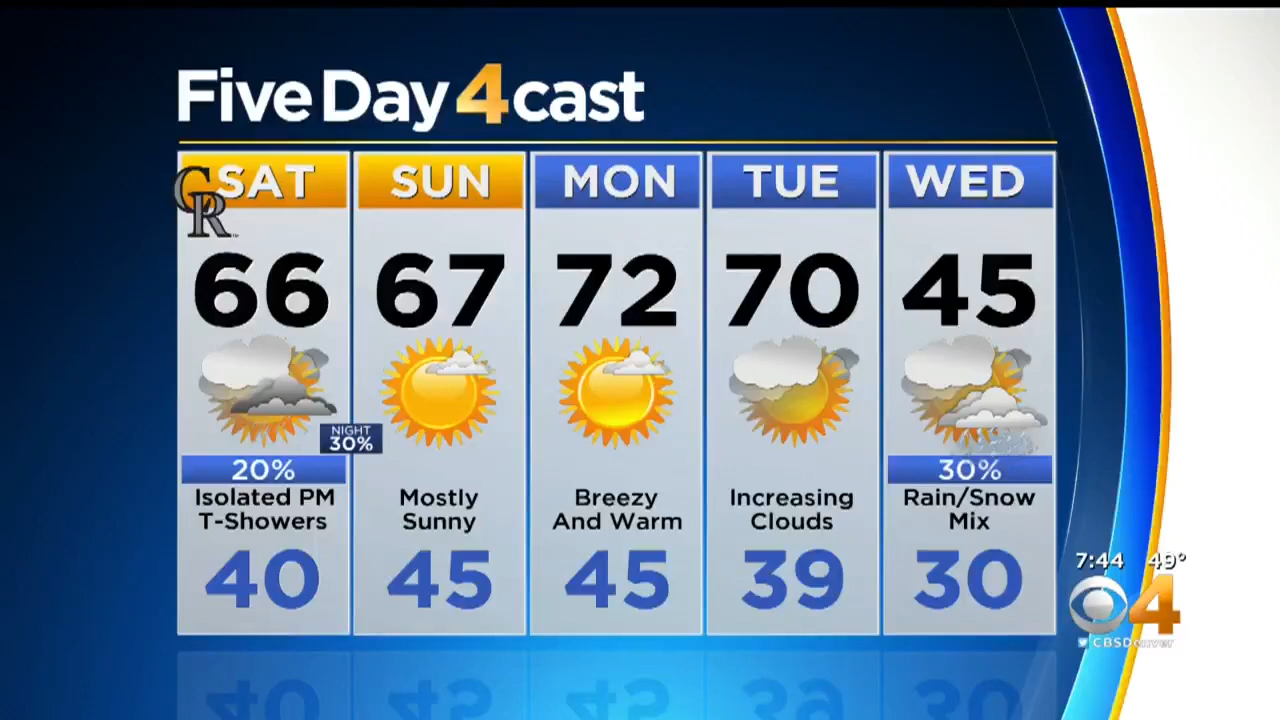 Five Day 4cast
SAT SUN MON TUE WED
CR
66 67 72 70 45
NIGHT
30%
20% 30%
Isolated PM Mostly Breezy Increasing Rain/Snow
T-Showers Sunny And Warm Clouds Mix
40 45 45 39 30
7:44 49°
4
CBSDenver